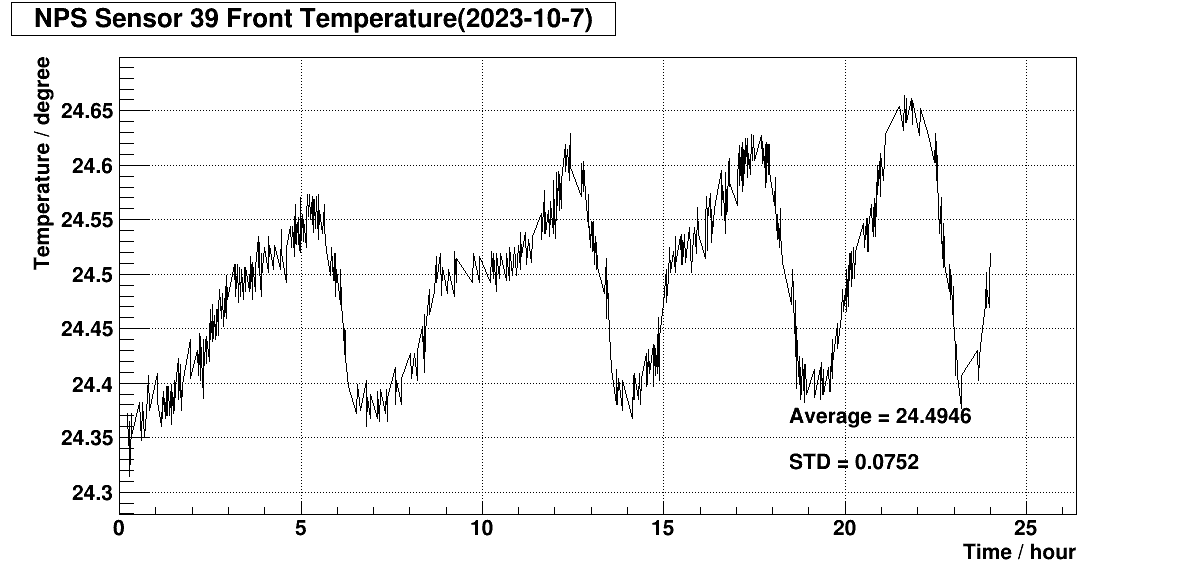 NPS Sensor 39 Front Temperature(2023-10-7)
Temperature / degree
24.65
24.6
24.55
24.5
24.45
24.4
24.35
24.3
Average = 24.4946
STD = 0.0752
0 5 10 15 20 25
Time / hour